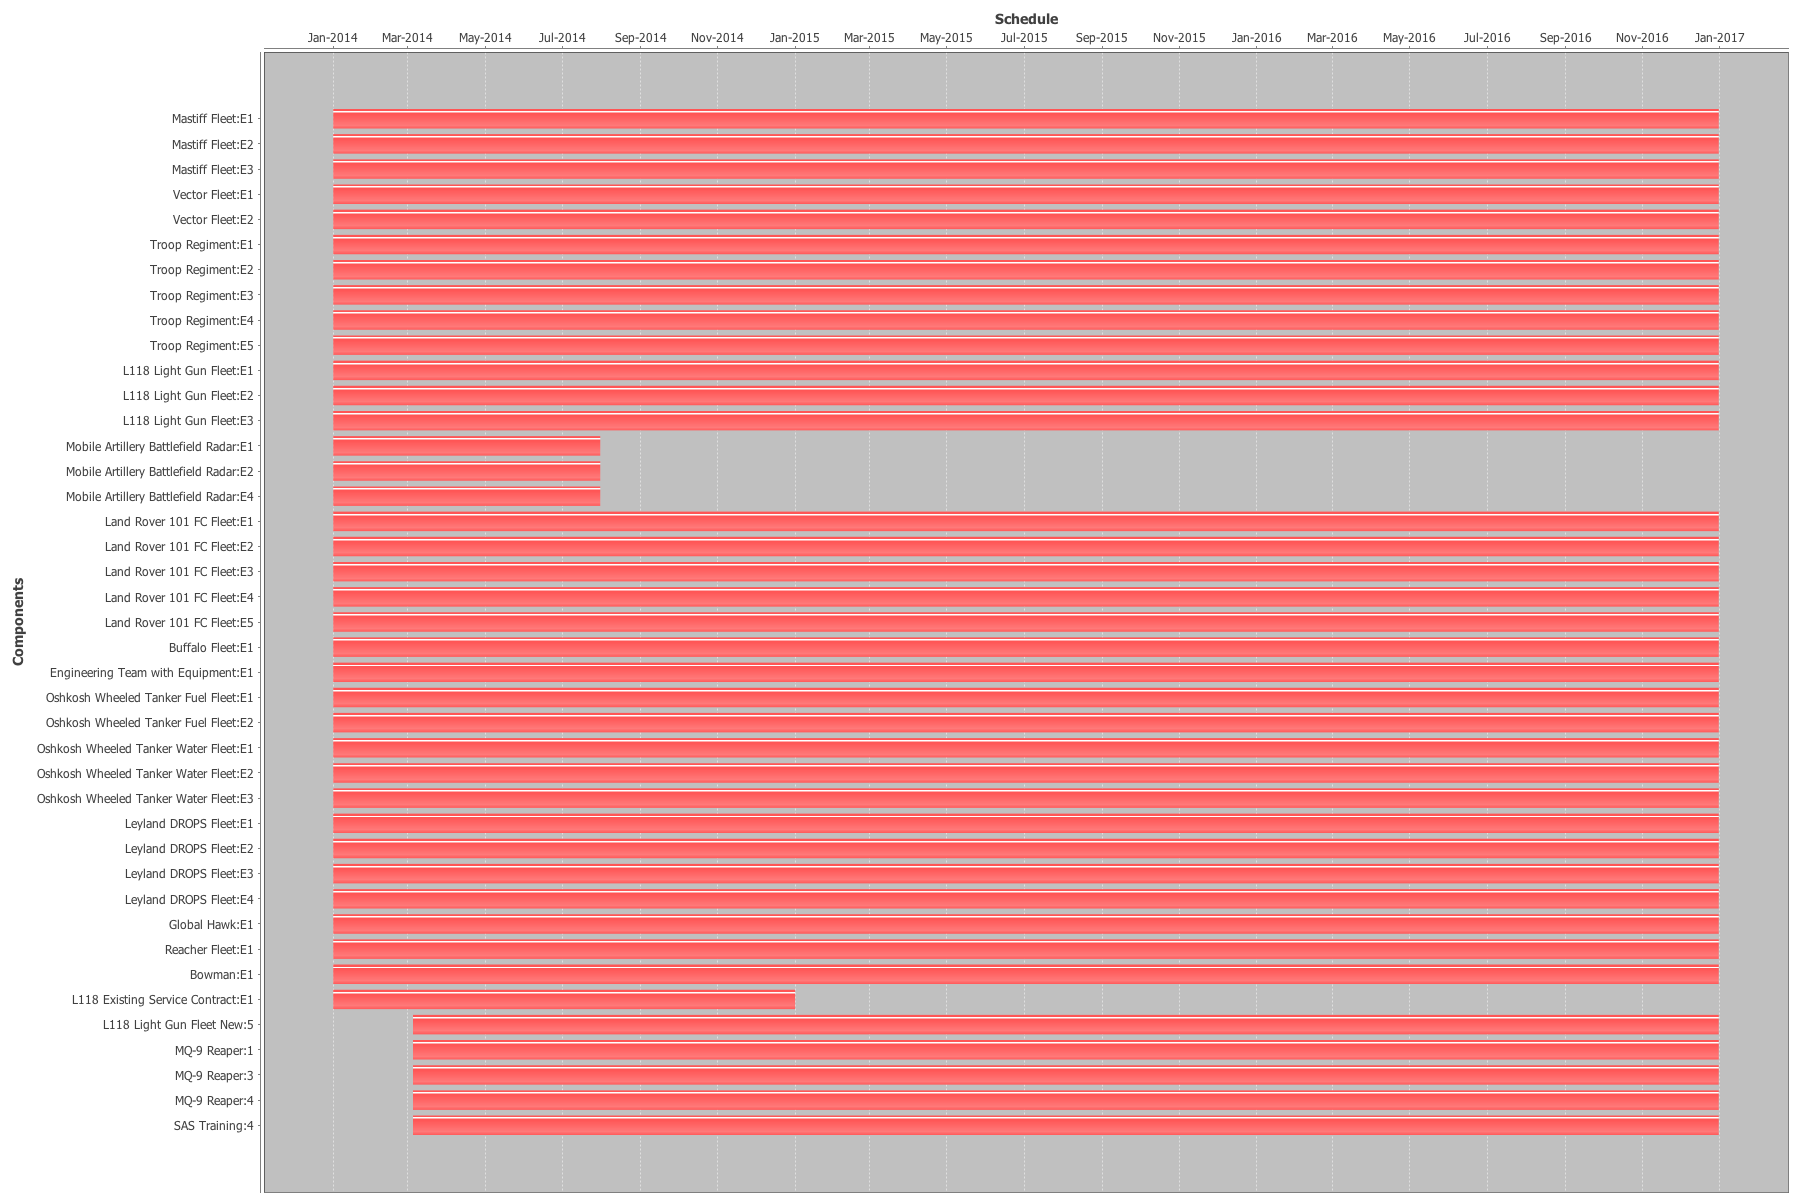 Schedule
Jan-2014 Mar-2014 May-2014 Jul-2014 Sep-2014 Nov-2014 Jan-2015 Mar-2015 May-2015 Jul-2015 Sep-2015 Nov-2015 Jan-2016 Mar-2016 May-2016 Jul-2016 Sep-2016 Nov-2016 Jan-2017
Components
Mastiff Fleet:E1
Mastiff Fleet:E2
Mastiff Fleet:E3
Vector Fleet:E1
Vector Fleet:E2
Troop Regiment:E1
Troop Regiment:E2
Troop Regiment:E3
Troop Regiment:E4
Troop Regiment:E5
L118 Light Gun Fleet:E1
L118 Light Gun Fleet:E2
L118 Light Gun Fleet:E3
Mobile Artillery Battlefield Radar:E1
Mobile Artillery Battlefield Radar:E2
Mobile Artillery Battlefield Radar:E4
Land Rover 101 FC Fleet:E1
Land Rover 101 FC Fleet:E2
Land Rover 101 FC Fleet:E3
Land Rover 101 FC Fleet:E4
Land Rover 101 FC Fleet:E5
Buffalo Fleet:E1
Engineering Team with Equipment:E1
Oshkosh Wheeled Tanker Fuel Fleet:E1
Oshkosh Wheeled Tanker Fuel Fleet:E2
Oshkosh Wheeled Tanker Water Fleet:E1
Oshkosh Wheeled Tanker Water Fleet:E2
Oshkosh Wheeled Tanker Water Fleet:E3
Leyland DROPS Fleet:E1
Leyland DROPS Fleet:E2
Leyland DROPS Fleet:E3
Leyland DROPS Fleet:E4
Global Hawk:E1
Reacher Fleet:E1
Bowman:E1
L118 Existing Service Contract:E1
L118 Light Gun Fleet New:5
MQ-9 Reaper:1
MQ-9 Reaper:3
MQ-9 Reaper:4
SAS Training:4